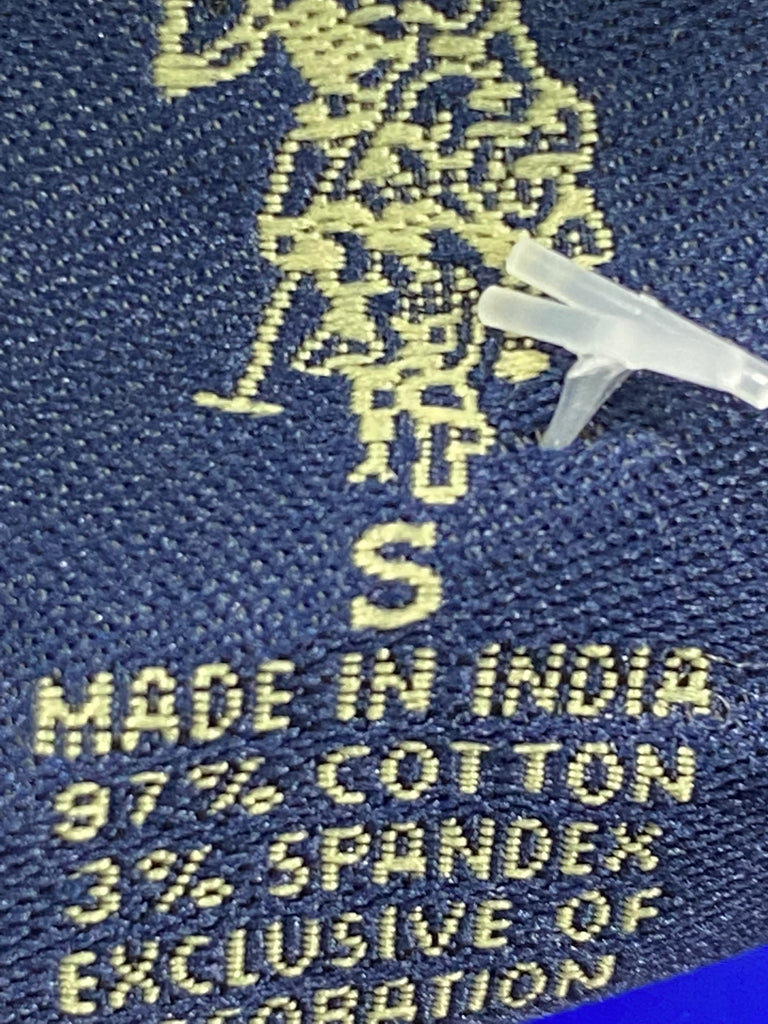 S
MADE IN INDIA
97% COTTON
3% SPANDEX
EXCLUSIVE OF